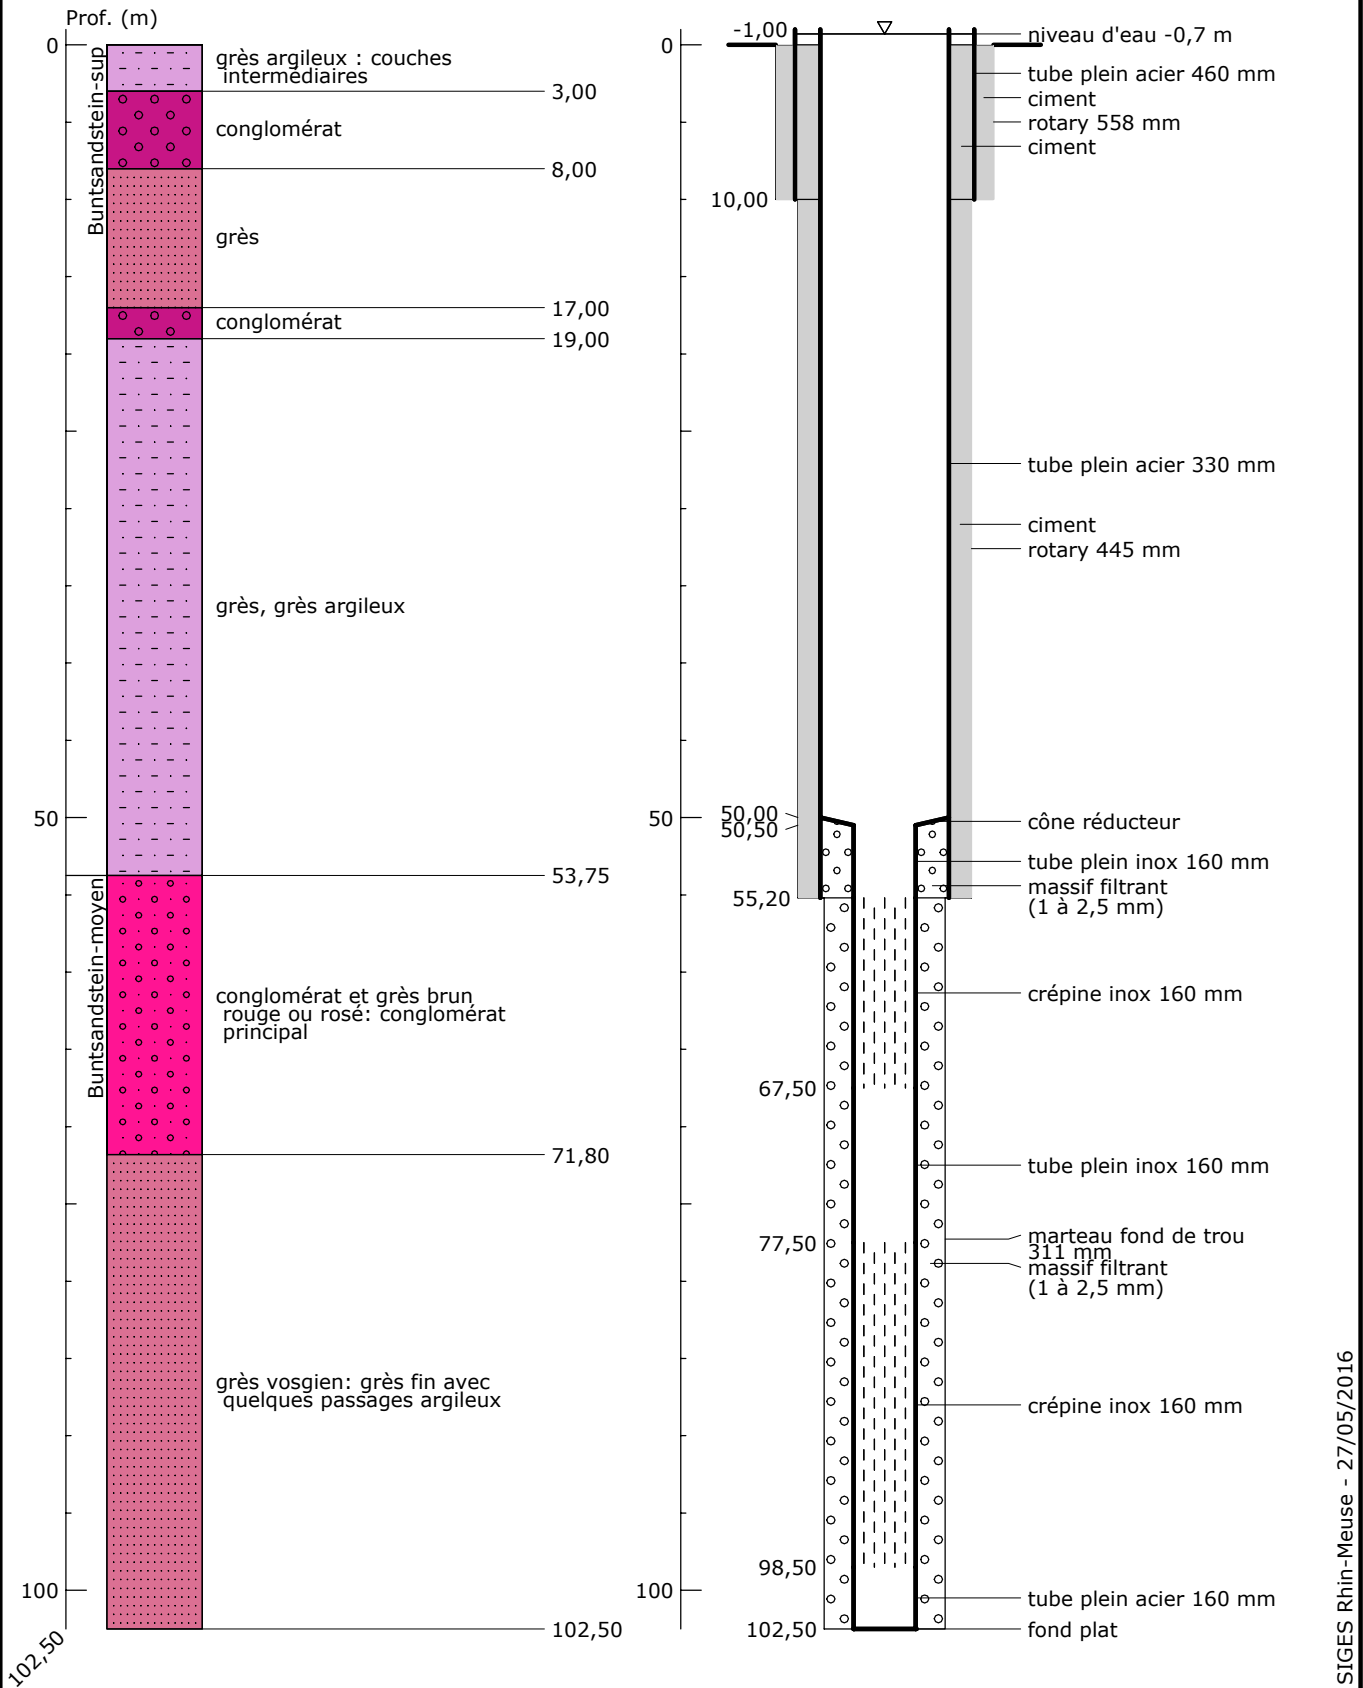 Prof. (m)
0
50
100
102,50
Buntsandstein-sup
Buntsandstein-moyen
grès argileux : couches
intermédiaires
3,00
conglomérat
8,00
grès
17,00
conglomérat
19,00
grès, grès argileux
53,75
conglomérat et grès brun
rouge ou rosé: conglomérat
principal
71,80
grès vosgien: grès fin avec
quelques passages argileux
102,50
0
50
100
-1,00
10,00
50,00
50,50
55,20
67,50
77,50
98,50
102,50
niveau d'eau -0,7 m
tube plein acier 460 mm
ciment
rotary 558 mm
ciment
tube plein acier 330 mm
ciment
rotary 445 mm
cône réducteur
tube plein inox 160 mm
massif filtrant
(1 à 2,5 mm)
crépine inox 160 mm
tube plein inox 160 mm
marteau fond de trou
311 mm
massif filtrant
(1 à 2,5 mm)
crépine inox 160 mm
tube plein acier 160 mm
fond plat
SIGES Rhin-Meuse - 27/05/2016